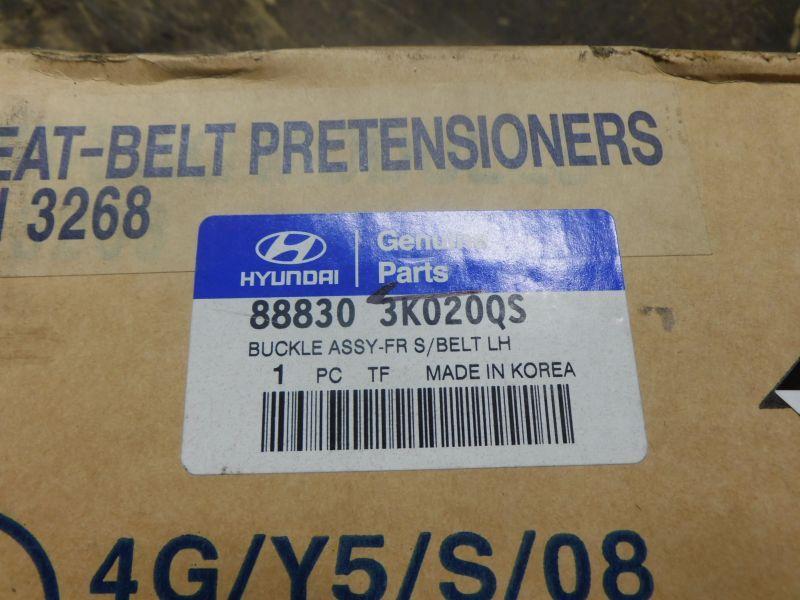 EAT-BELT PRETENSIONERS
3268
HYUNDAI
Genuine
Parts
88830 3K020QS
BUCKLE ASSY-FR S/BELT LH
1 PC TF MADE IN KOREA
4G/Y5/S/08